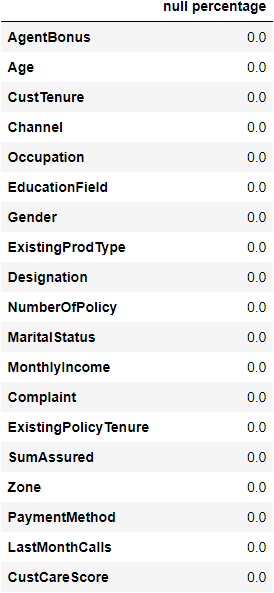 null percentage
AgentBonus 0.0
Age 0.0
CustTenure 0.0
Channel 0.0
Occupation 0.0
EducationField 0.0
Gender 0.0
ExistingProdType 0.0
Designation 0.0
NumberOfPolicy 0.0
MaritalStatus 0.0
MonthlyIncome 0.0
Complaint 0.0
ExistingPolicyTenure 0.0
SumAssured 0.0
Zone 0.0
PaymentMethod 0.0
LastMonthCalls 0.0
CustCareScore 0.0